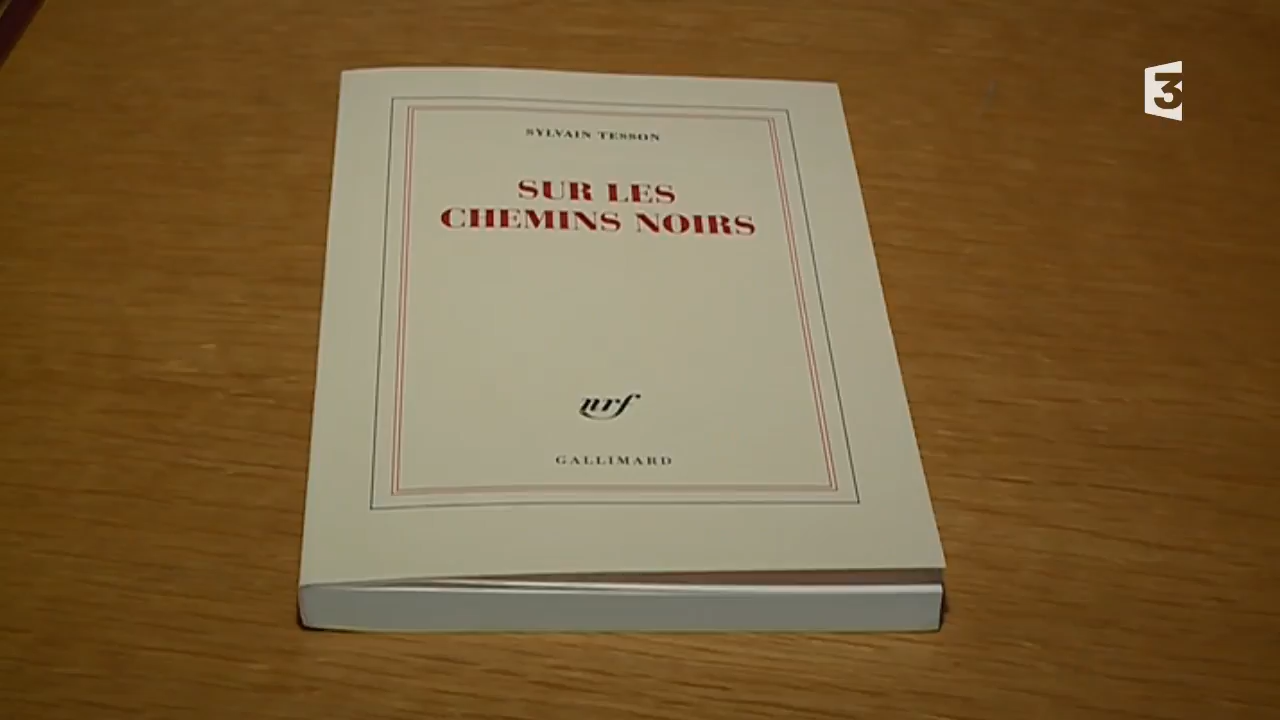 3
SYLVAIN TESSON
SUR LES
CHEMINS NOIRS
nrf
GALLIMARD